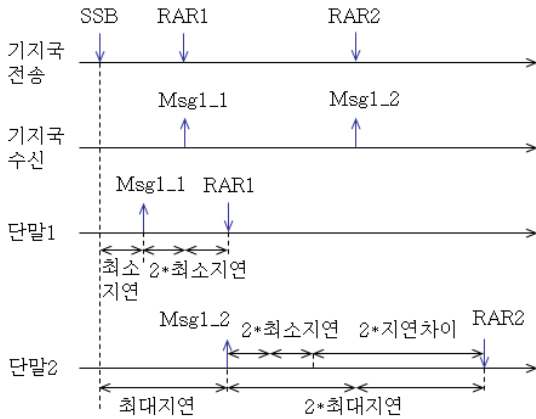 SSB RAR1 RAR2
기지국
전송
Msg1_1 Msg1_2
기지국
수신
Msg1_1 RAR1
단말1
최소
지연
2*최소지연
Msg1_2 RAR2
2*최소지연 2*지연차이
단말2
최대지연 2*최대지연